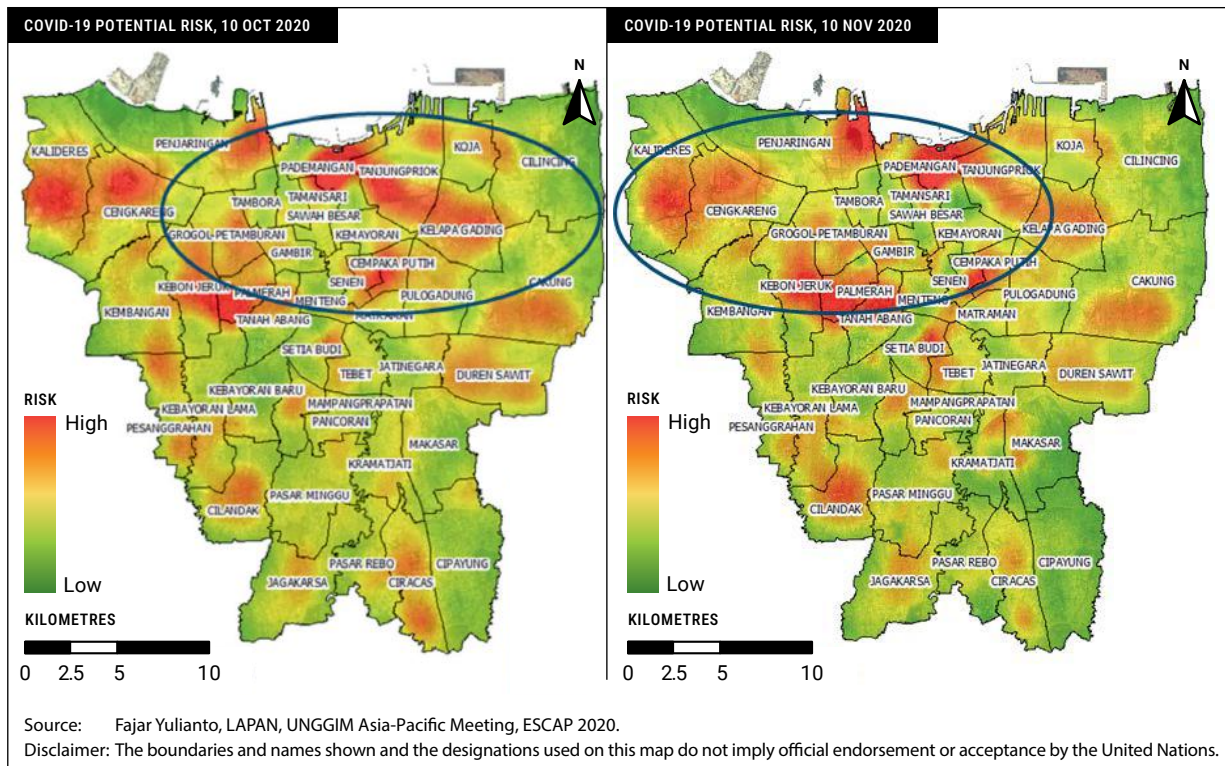 COVID-19 POTENTIAL RISK, 10 OCT 2020
N
KALIDERES
PENJARINGAN
PADEMANGAN
TANJUNGPRIOK
KOJA
CILINCING
CENGKARENG
TAMBORA
TAMANSARI
SAWAH BESAR
GROGOL-PETAMBURAN
KEMAYORAN
KELAPA GADING
GAMBIR
CEMPAKA PUTIH
KEBON JERUK
PALMERAH
SENEN
MENTENG
PULOGADUNG
CAKUNG
KEMBANGAN
TANAH ABANG
MATRAMAN
SETIA BUDI
TEBET
JATINEGARA
DUREN SAWIT
KEBAYORAN BARU
KEBAYORAN LAMA
MAMPANGPRAPATAN
PESANGGRAHAN
PANCORAN
MAKASAR
KRAMATJATI
CILANDAK
PASAR MINGGU
JAGAKARSA
PASAR REBO
CIRACAS
CIPAYUNG
RISK
High
Low
KILOMETRES
0 2.5 5 10
COVID-19 POTENTIAL RISK, 10 NOV 2020
N
KALIDERES
PENJARINGAN
PADEMANGAN
TANJUNGPRIOK
KOJA
CILINCING
CENGKARENG
TAMBORA
TAMANSARI
SAWAH BESAR
GROGOL-PETAMBURAN
KEMAYORAN
KELAPA GADING
GAMBIR
CEMPAKA PUTIH
KEBON JERUK
PALMERAH
SENEN
MENTENG
PULOGADUNG
CAKUNG
KEMBANGAN
TANAH ABANG
MATRAMAN
SETIA BUDI
TEBET
JATINEGARA
DUREN SAWIT
KEBAYORAN BARU
KEBAYORAN LAMA
MAMPANGPRAPATAN
PESANGGRAHAN
PANCORAN
MAKASAR
KRAMATJATI
CILANDAK
PASAR MINGGU
JAGAKARSA
PASAR REBO
CIRACAS
CIPAYUNG
RISK
High
Low
KILOMETRES
0 2.5 5 10
Source: Fajar Yulianto, LAPAN, UNGGIM Asia-Pacific Meeting, ESCAP 2020.
Disclaimer: The boundaries and names shown and the designations used on this map do not imply official endorsement or acceptance by the United Nations.